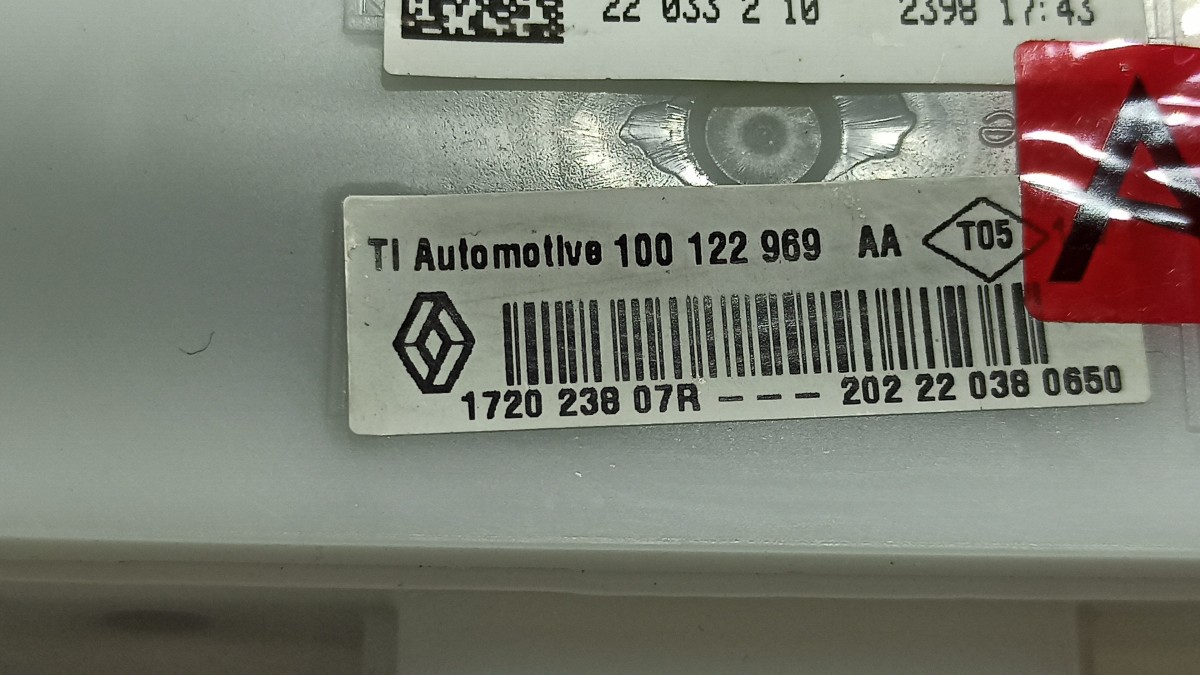 22 033 2 10 2398 17:43
TI Automotive 100 122 969 AA T05
A
1720 238 07R --- 202 22 038 0650